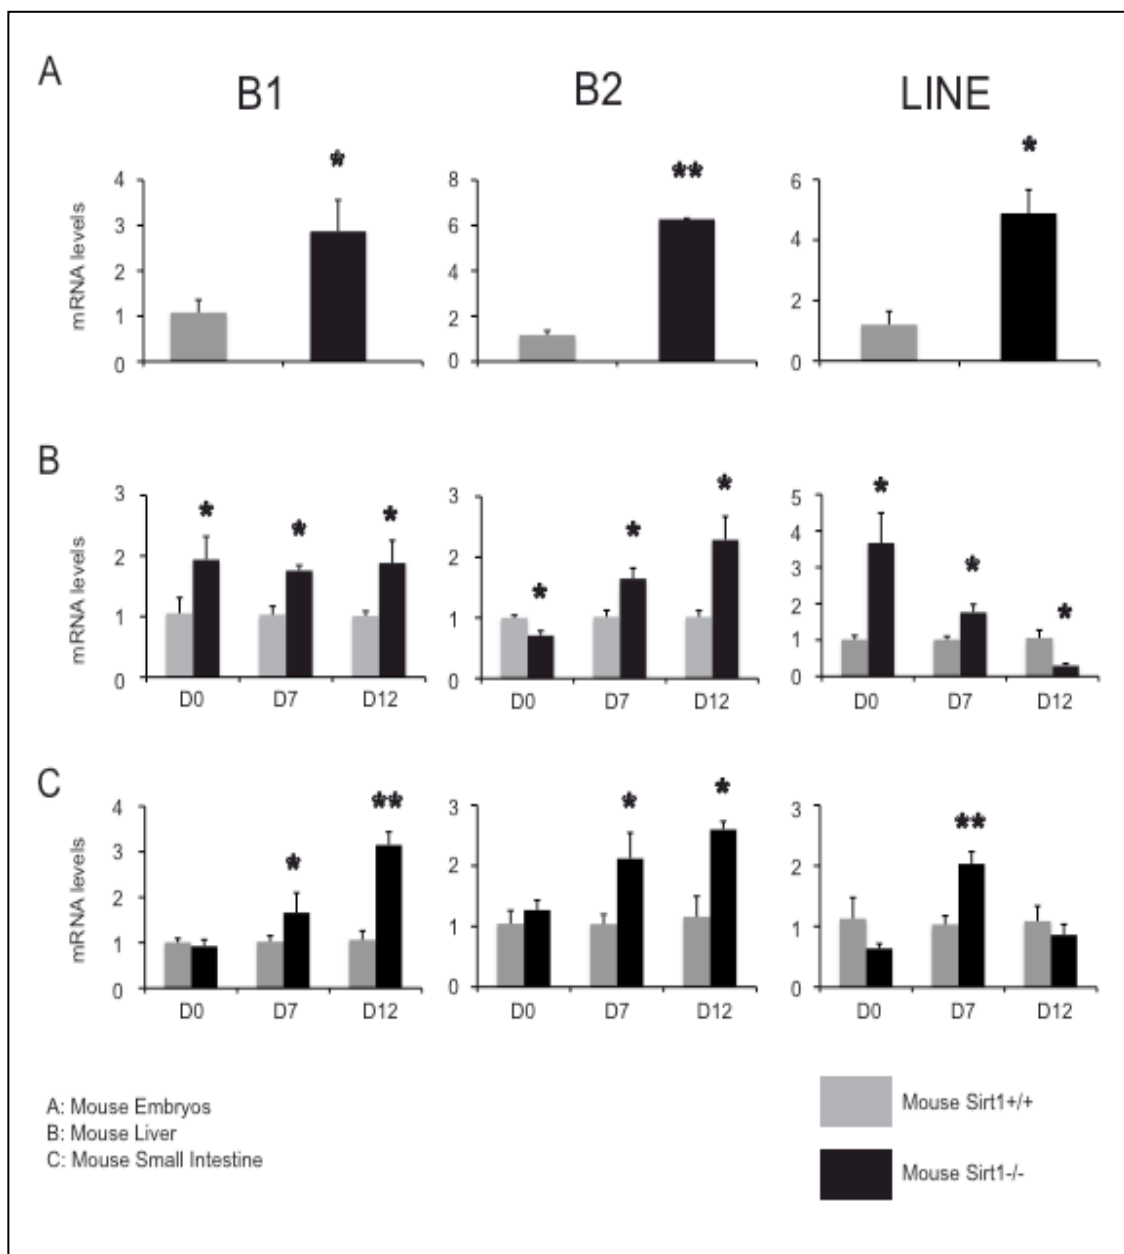 A
B1
B2
LINE
*
**
*
mRNA levels
4
3
2
1
0
8
6
4
2
0
6
4
2
0
B
*
*
*
*
*
*
*
*
*
mRNA levels
3
2
1
0
3
2
1
0
5
4
3
2
1
0
D0 D7 D12
D0 D7 D12
D0 D7 D12
C
*
**
*
*
**
mRNA levels
4
3
2
1
0
3
2
1
0
3
2
1
0
D0 D7 D12
D0 D7 D12
D0 D7 D12
A: Mouse Embryos
B: Mouse Liver
C: Mouse Small Intestine
Mouse Sirt1+/+
Mouse Sirt1-/-